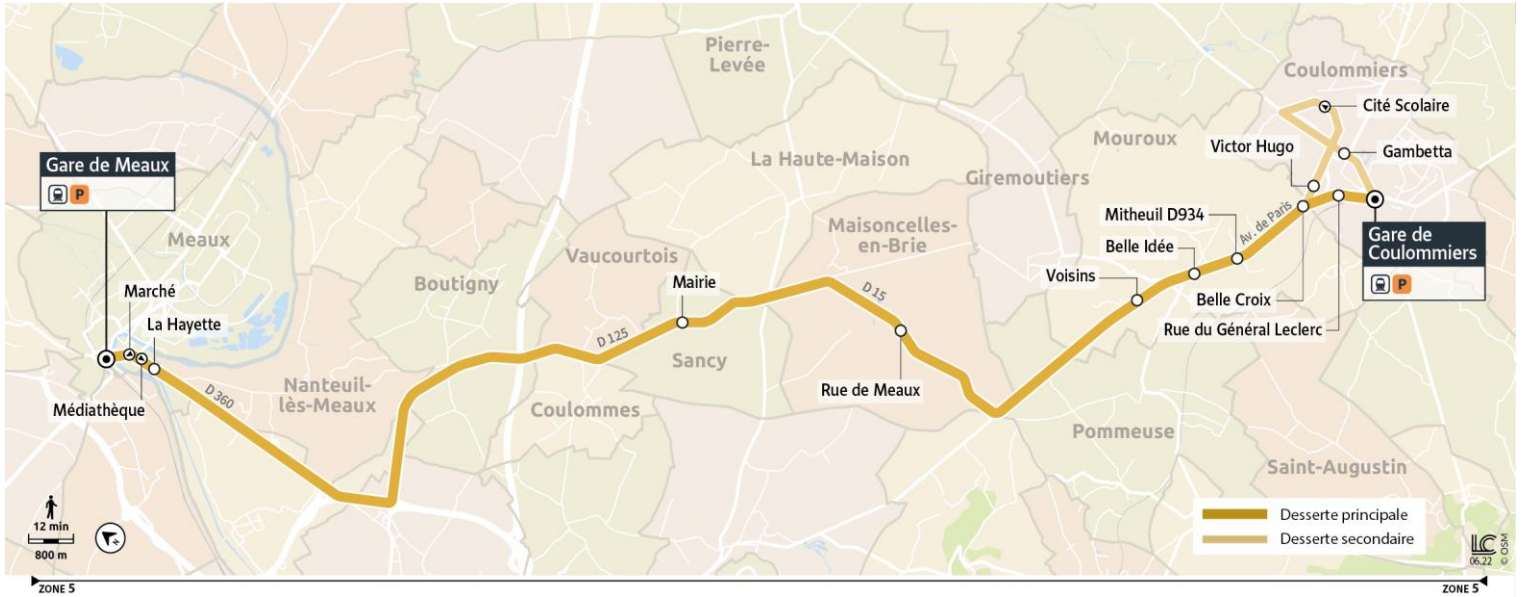 Pierre-
Levée
Coulommiers
Cité Scolaire
Mouroux
Victor Hugo
Gambetta
La Haute-Maison
Gare de Meaux
P
Giremoutiers
Mitheuil D934
Av. de Paris
Maisoncelles-
en-Brie
Meaux
Vaucourtois
Belle Idée
Gare de
Coulommiers
P
Boutigny
Mairie
Voisins
Marché
D 15
Belle Croix
La Hayette
Rue du Général Leclerc
D 125
Sancy
Nanteuil-
lès-Meaux
Rue de Meaux
D 360
Médiathèque
Coulommes
Pommeuse
Saint-Augustin
12 min
800 m
N
Desserte principale
Desserte secondaire
LC
06.22
© OSM
ZONE 5
ZONE 5